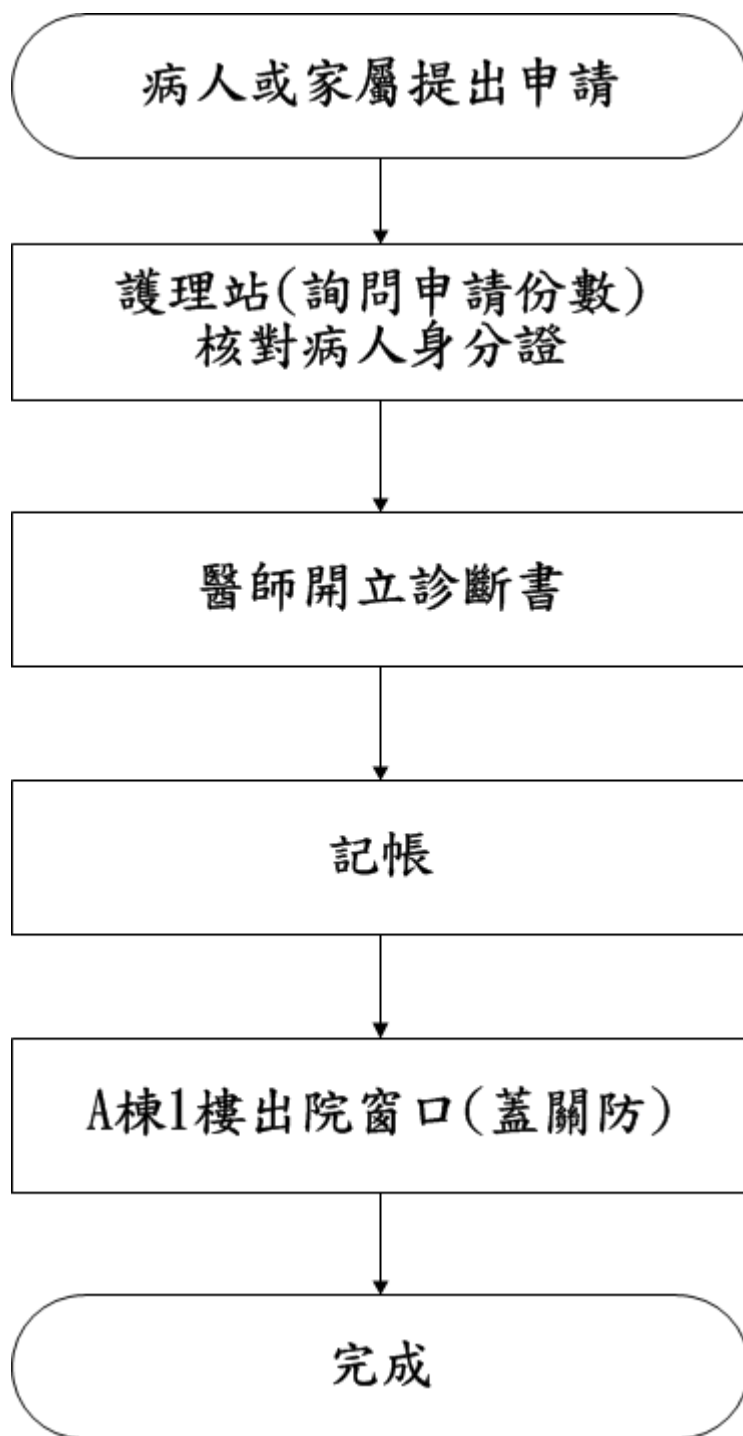 病人或家屬提出申請
護理站(詢問申請份數)
核對病人身分證
醫師開立診斷書
記帳
A棟1樓出院窗口(蓋關防)
完成